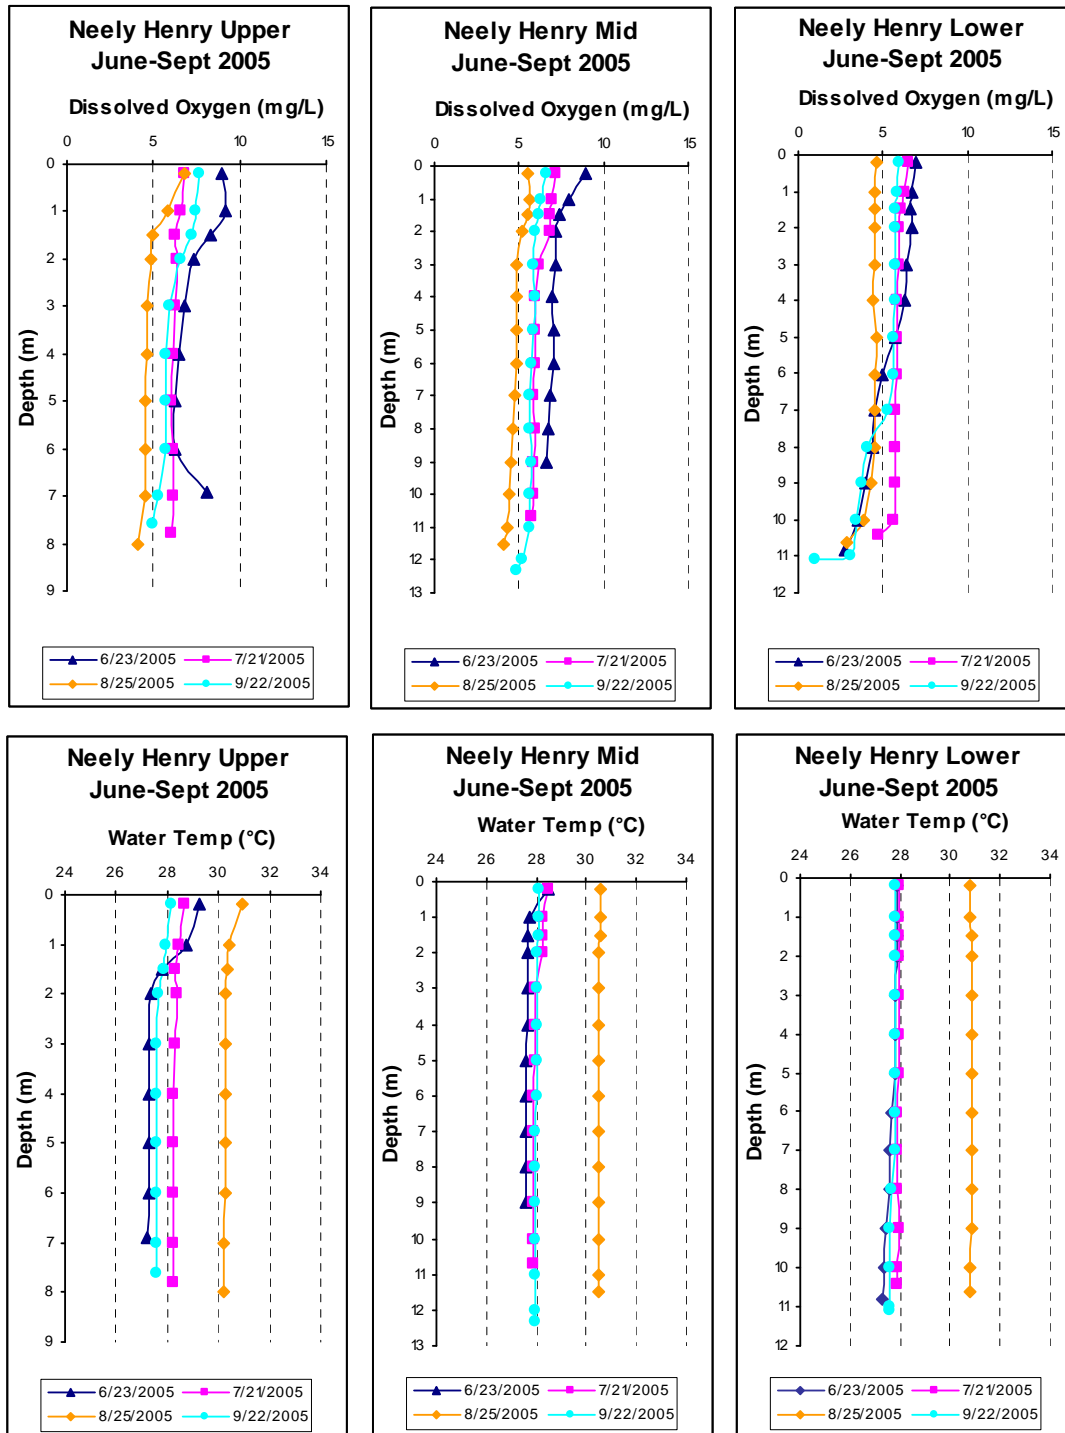 Neely Henry Upper
June-Sept 2005
Dissolved Oxygen (mg/L)
0 5 10 15
Depth (m)
0
1
2
3
4
5
6
7
8
9
6/23/2005 7/21/2005
8/25/2005 9/22/2005
Neely Henry Mid
June-Sept 2005
Dissolved Oxygen (mg/L)
0 5 10 15
Depth (m)
0
1
2
3
4
5
6
7
8
9
10
11
12
13
6/23/2005 7/21/2005
8/25/2005 9/22/2005
Neely Henry Lower
June-Sept 2005
Dissolved Oxygen (mg/L)
0 5 10 15
Depth (m)
0
1
2
3
4
5
6
7
8
9
10
11
12
6/23/2005 7/21/2005
8/25/2005 9/22/2005
Neely Henry Upper
June-Sept 2005
Water Temp (°C)
24 26 28 30 32 34
Depth (m)
0
1
2
3
4
5
6
7
8
9
6/23/2005 7/21/2005
8/25/2005 9/22/2005
Neely Henry Mid
June-Sept 2005
Water Temp (°C)
24 26 28 30 32 34
Depth (m)
0
1
2
3
4
5
6
7
8
9
10
11
12
13
6/23/2005 7/21/2005
8/25/2005 9/22/2005
Neely Henry Lower
June-Sept 2005
Water Temp (°C)
24 26 28 30 32 34
Depth (m)
0
1
2
3
4
5
6
7
8
9
10
11
12
6/23/2005 7/21/2005
8/25/2005 9/22/2005